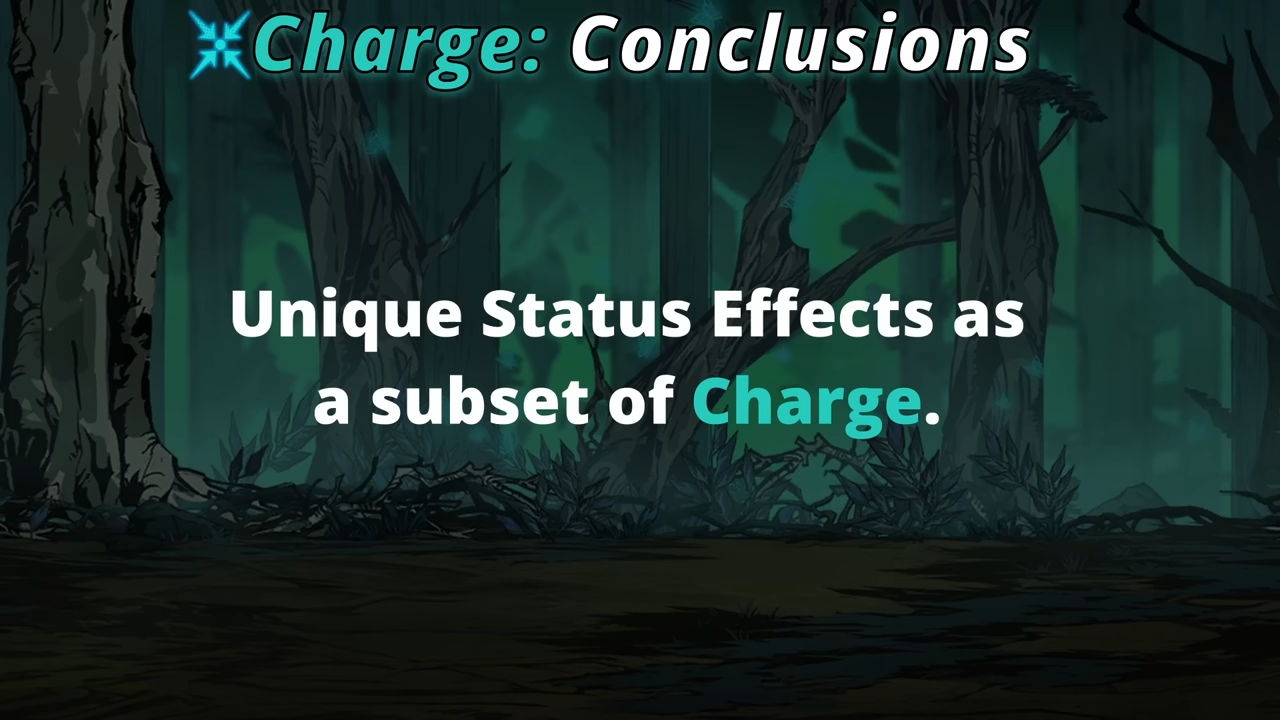 Charge: Conclusions
Unique Status Effects as
a subset of Charge.